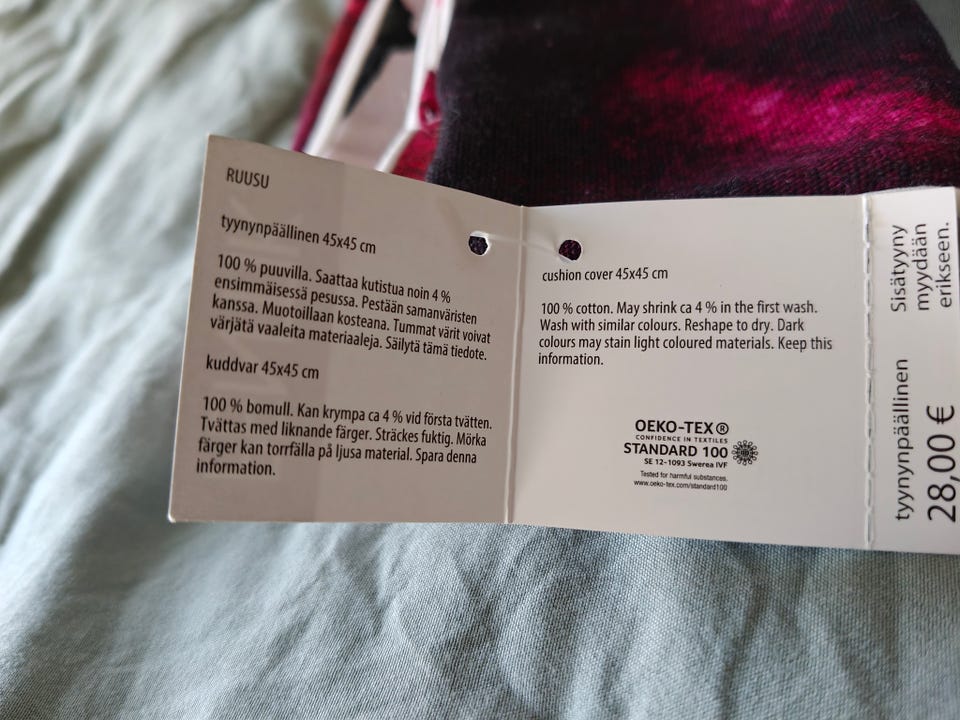 RUUSU
tyynynpäällinen 45x45 cm
100 % puuvilla. Saattaa kutistua noin 4 %
ensimmäisessä pesussa. Pestään samanväristen
kanssa. Muotoillaan kosteana. Tummat värit voivat
värjätä vaaleita materiaaleja. Säilytä tämä tiedote.
kuddvar 45x45 cm
100 % bomull. Kan krympa ca 4 % vid första tvätten.
Tvättas med liknande färger. Sträckes fuktig. Mörka
färger kan torrfälla på ljusa material. Spara denna
information.
cushion cover 45x45 cm
100 % cotton. May shrink ca 4 % in the first wash.
Wash with similar colours. Reshape to dry. Dark
colours may stain light coloured materials. Keep this
information.
OEKO-TEX®
CONFIDENCE IN TEXTILES
STANDARD 100
SE 12-1093 Swerea IVF
Tested for harmful substances.
www.oeko-tex.com/standard100
Sisätyyny
myydään
erikseen.
tyynynpäällinen
28,00 €